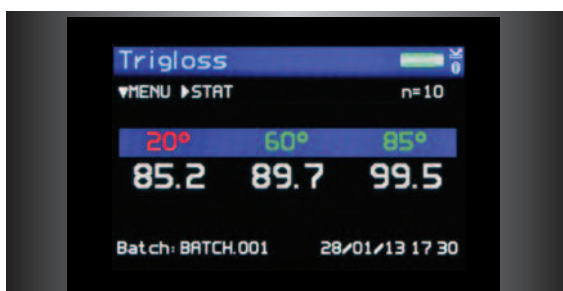 Trigloss
0
▼MENU ▶STAT n=10
20° 60° 85°
85.2 89.7 99.5
Batch: BATCH.001 28/01/13 17 30